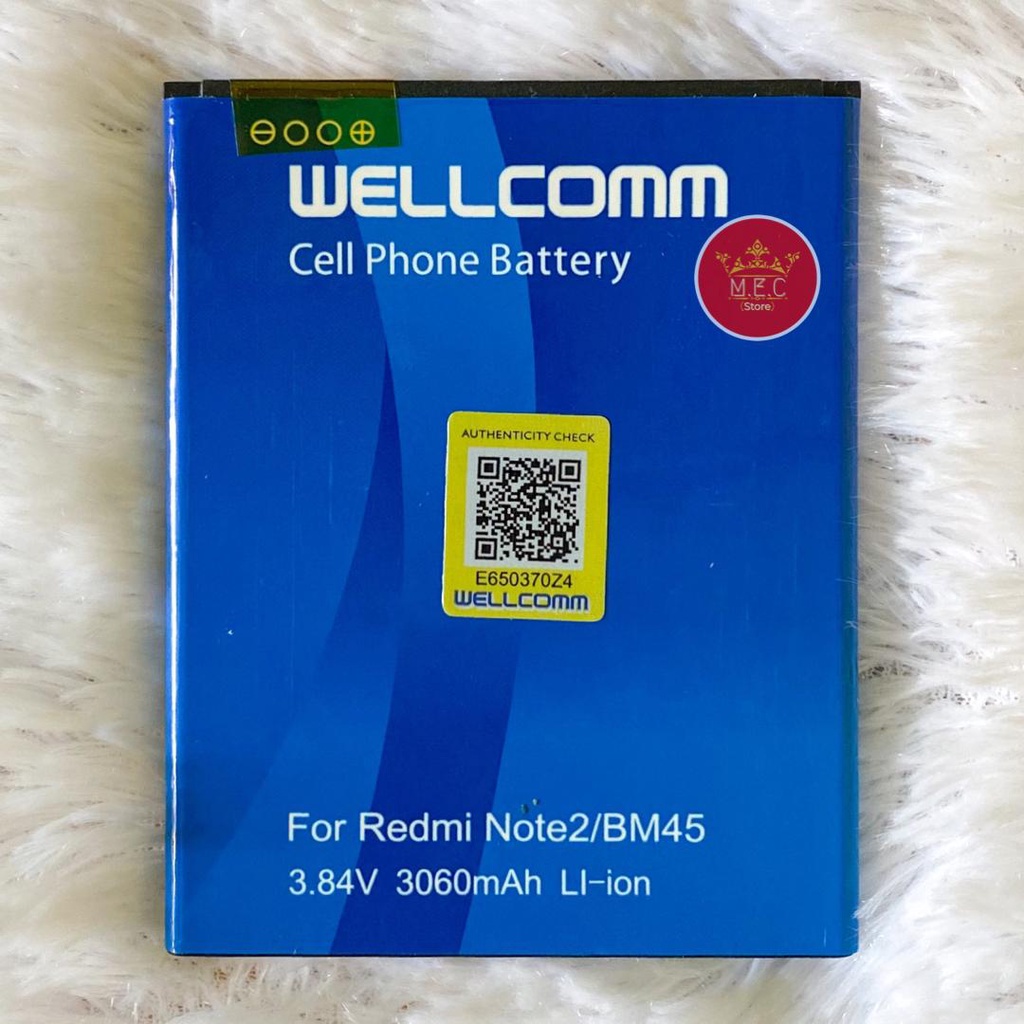 WELLCOMM
Cell Phone Battery
M.E.C
(Store)
AUTHENTICITY CHECK
E650370Z4
WELLCOMM
For Redmi Note2/BM45
3.84V 3060mAh LI-ion